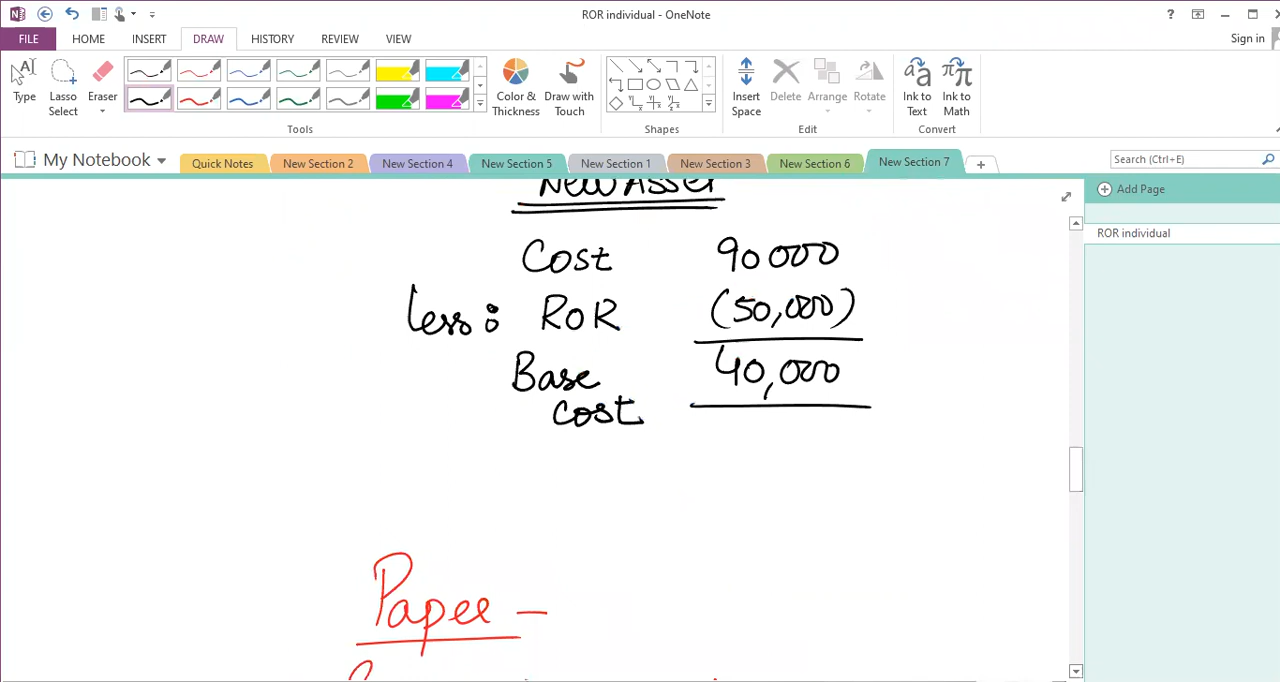 ROR individual - OneNote
Sign in
FILE HOME INSERT DRAW HISTORY REVIEW VIEW
Type Lasso Select Eraser Color & Thickness Draw with Touch Insert Space Delete Arrange Rotate Ink to Text Ink to Math
Tools Shapes Edit Convert
My Notebook Quick Notes New Section 2 New Section 4 New Section 5 New Section 1 New Section 3 New Section 6 New Section 7 Search (Ctrl+E)
Add Page
ROR individual
New Asset
Cost 90000
less: RoR (50,000)
Base cost 40,000
Paper -